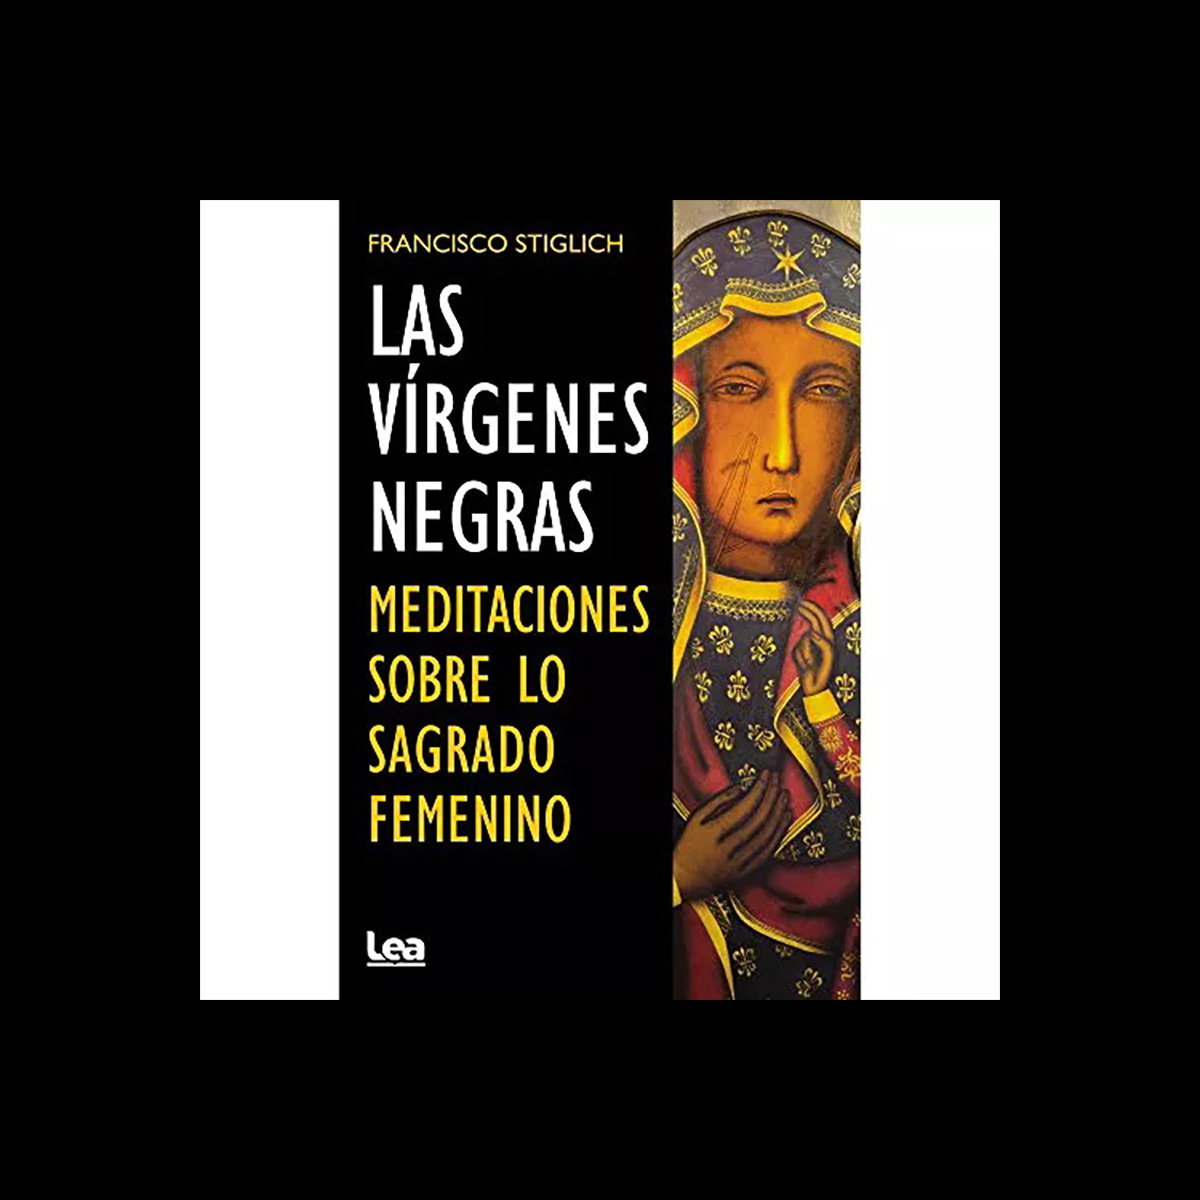 FRANCISCO STIGLICH
LAS
VÍRGENES
NEGRAS
MEDITACIONES
SOBRE LO
SAGRADO
FEMENINO
Lea